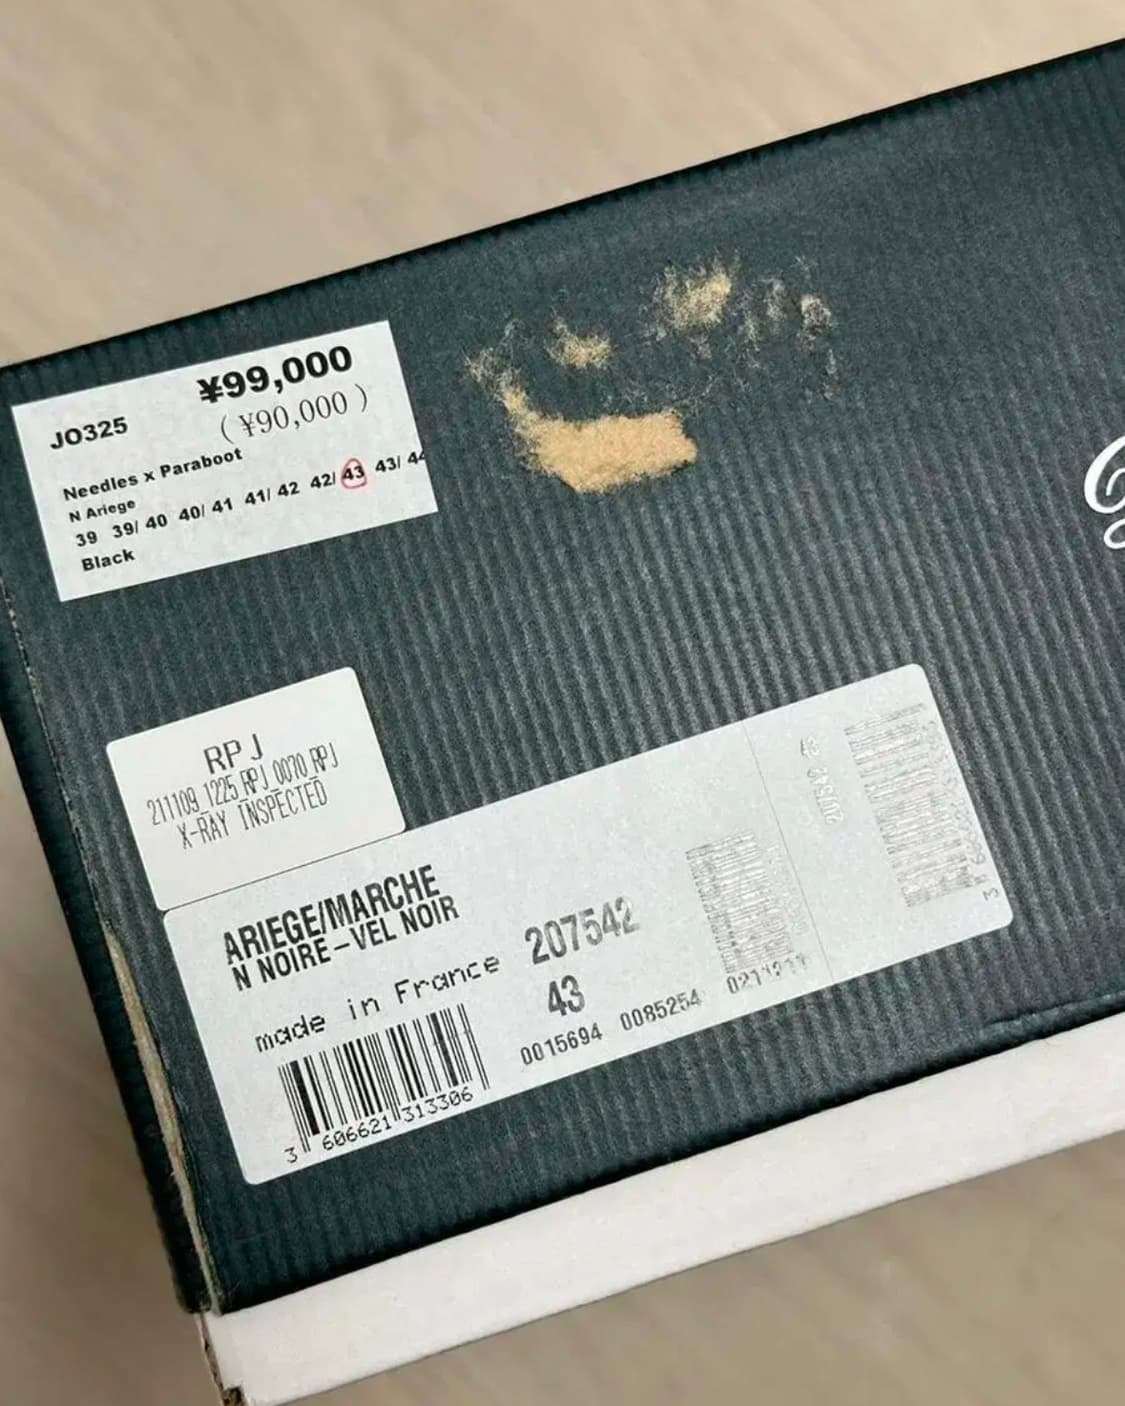 ¥99,000
JO325
(¥90,000)
Needles x Paraboot
N Ariege
39 39/ 40 40/ 41 41/ 42 42/ 43 43/ 44
Black
RPJ
211109_1225 RPJ 0070 RPJ
X-RAY INSPECTED
ARIEGE/MARCHE
N NOIRE-VEL NOIR
made in France
207542
43
0015694 0085254
3 606621 313306